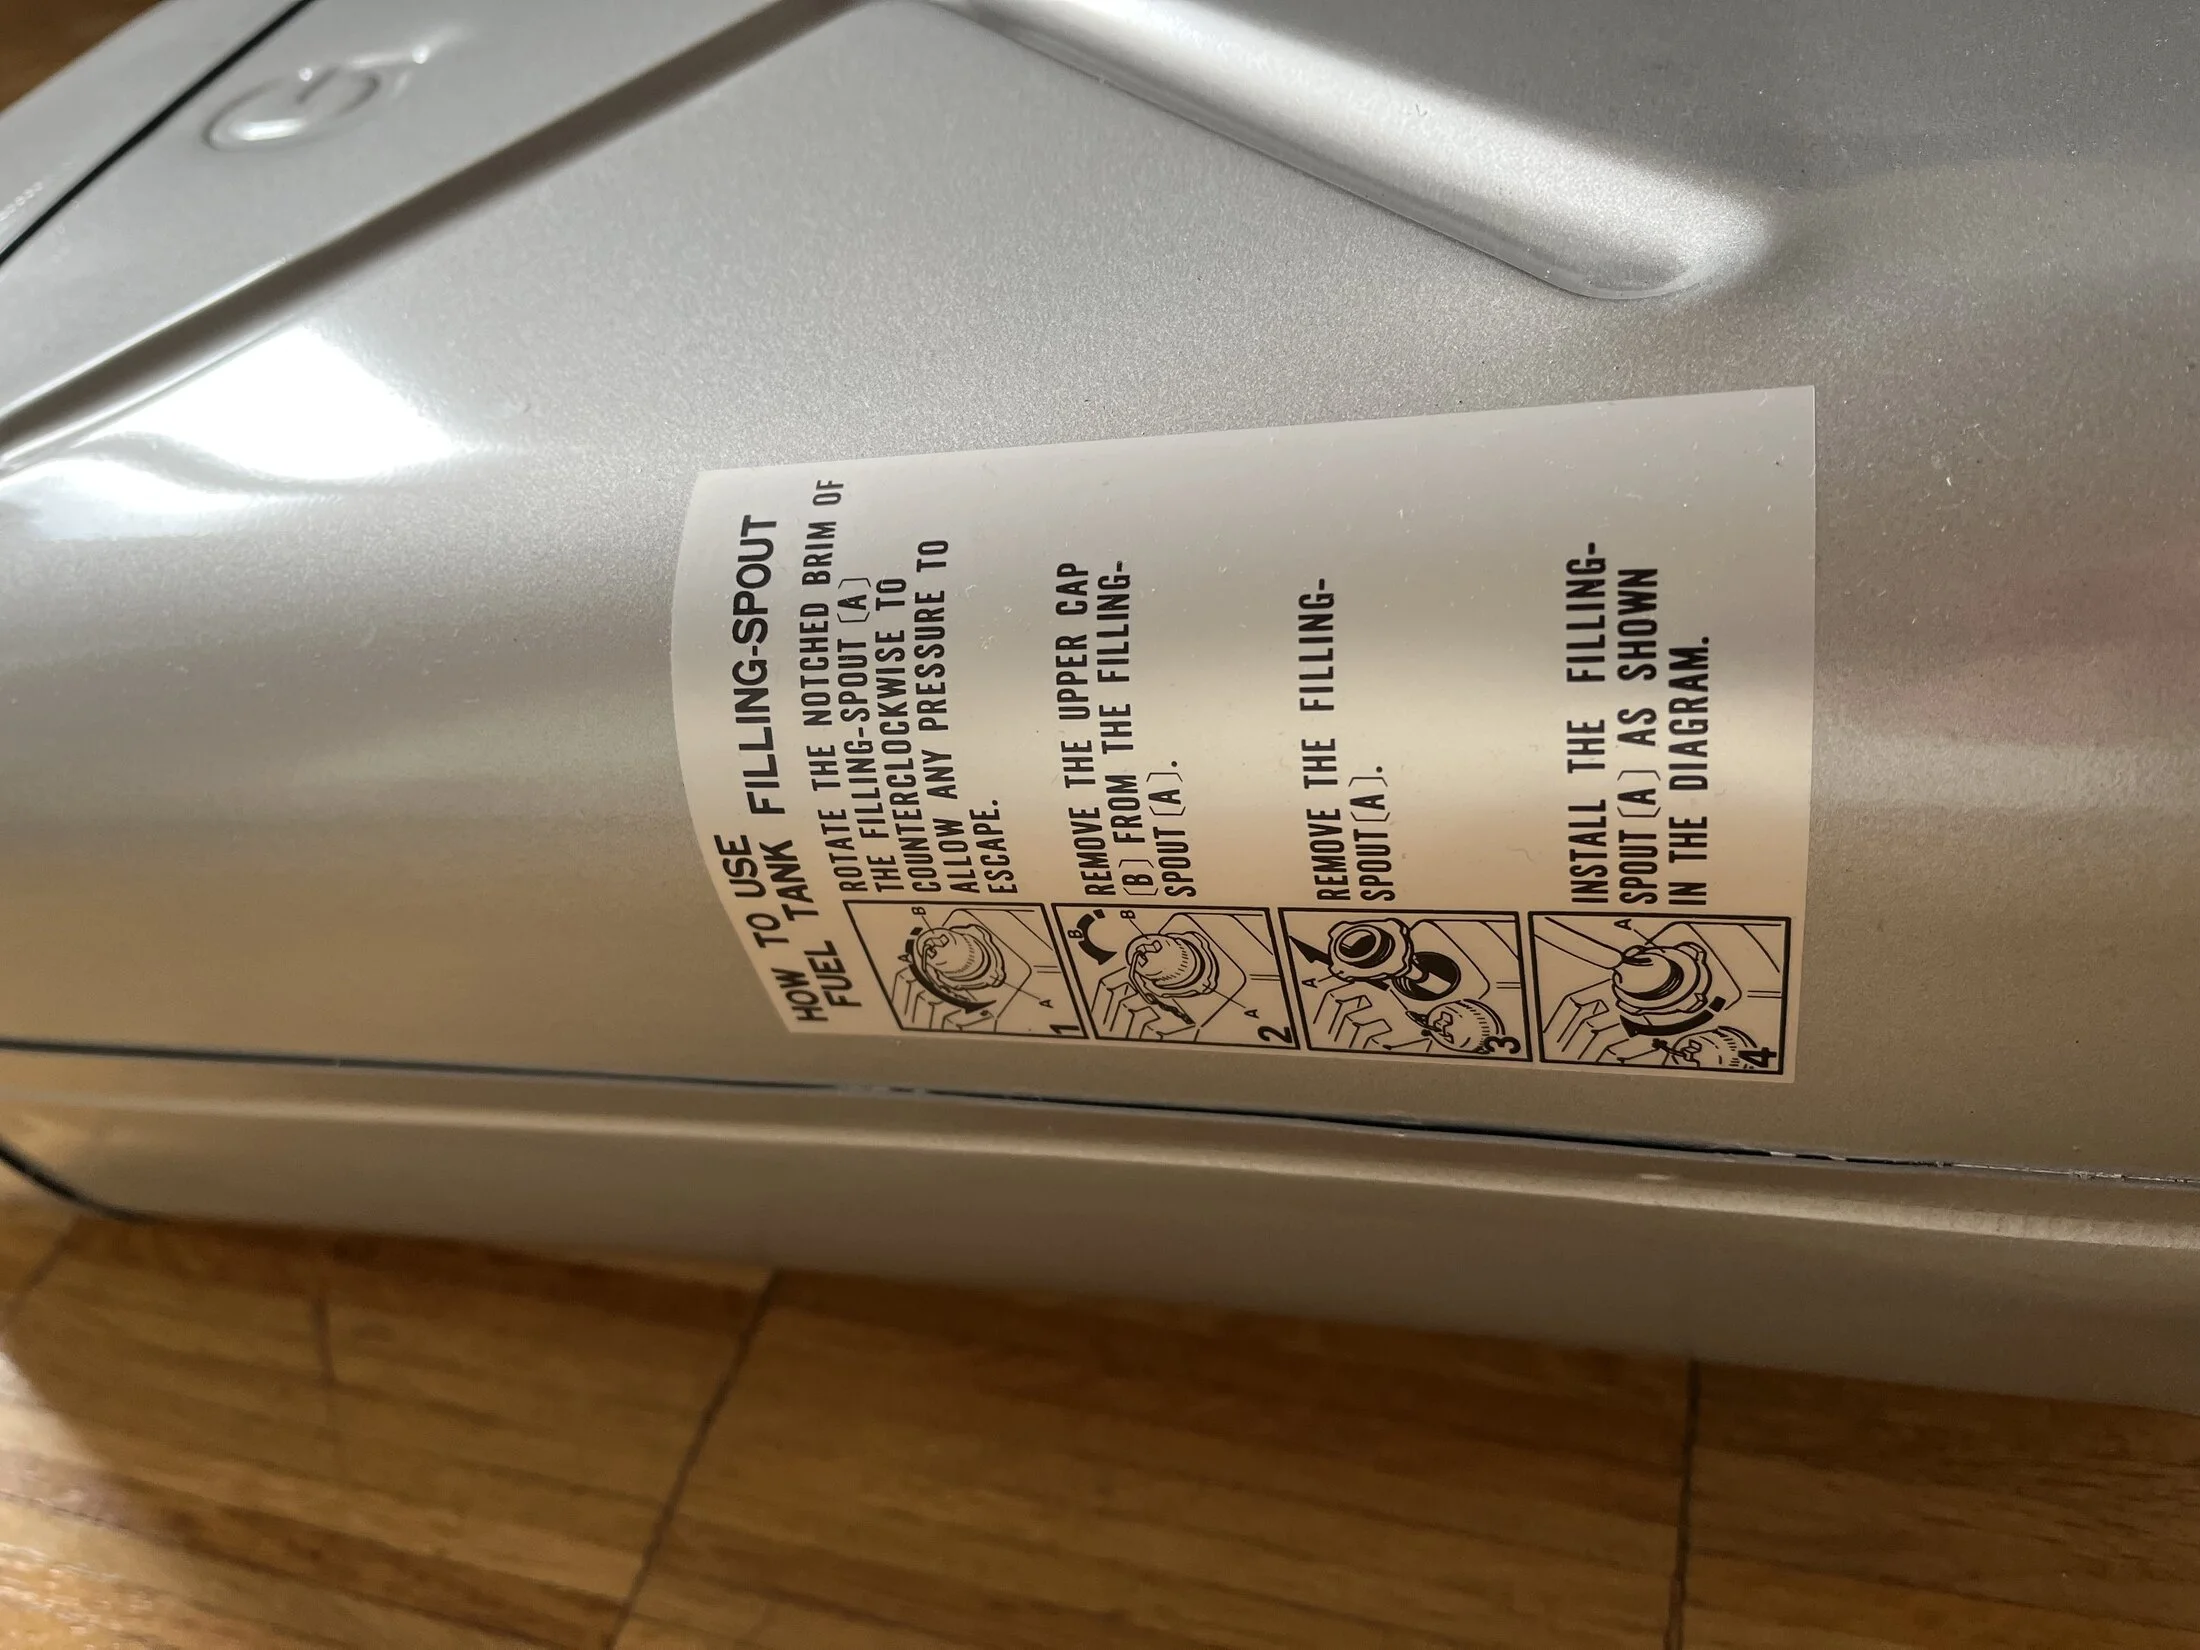 HOW TO USE
FUEL TANK FILLING-SPOUT
ROTATE THE NOTCHED BRIM OF
THE FILLING-SPOUT (A)
COUNTERCLOCKWISE TO
ALLOW ANY PRESSURE TO
ESCAPE.
A
B
A
1
REMOVE THE UPPER CAP
(B) FROM THE FILLING-
SPOUT (A).
B
B
A
2
REMOVE THE FILLING-
SPOUT(A).
A
3
INSTALL THE FILLING-
SPOUT(A) AS SHOWN
IN THE DIAGRAM.
A
4
G